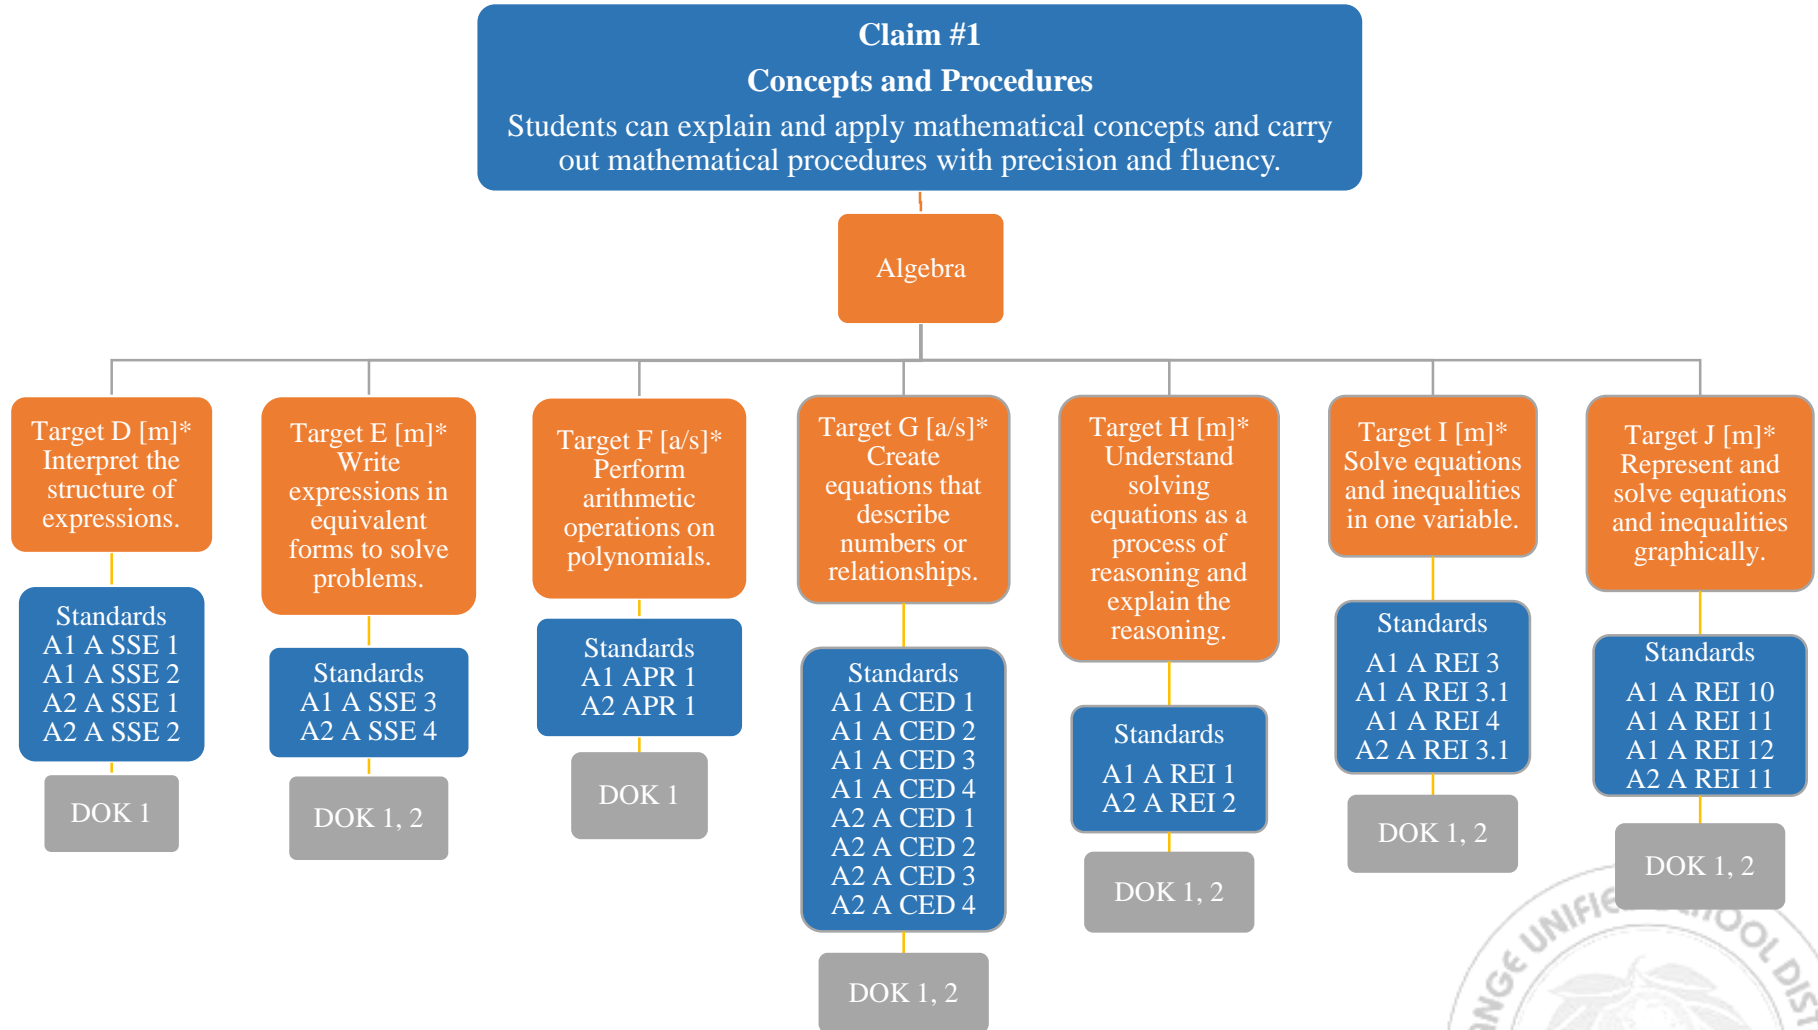 Claim #1
Concepts and Procedures
Students can explain and apply mathematical concepts and carry
out mathematical procedures with precision and fluency.
Algebra
Target D [m]*
Interpret the
structure of
expressions.
Standards
A1 A SSE 1
A1 A SSE 2
A2 A SSE 1
A2 A SSE 2
DOK 1
Target E [m]*
Write
expressions in
equivalent
forms to solve
problems.
Standards
A1 A SSE 3
A2 A SSE 4
DOK 1, 2
Target F [a/s]*
Perform
arithmetic
operations on
polynomials.
Standards
A1 APR 1
A2 APR 1
DOK 1
Target G [a/s]*
Create
equations that
describe
numbers or
relationships.
Standards
A1 A CED 1
A1 A CED 2
A1 A CED 3
A1 A CED 4
A2 A CED 1
A2 A CED 2
A2 A CED 3
A2 A CED 4
DOK 1, 2
Target H [m]*
Understand
solving
equations as a
process of
reasoning and
explain the
reasoning.
Standards
A1 A REI 1
A2 A REI 2
DOK 1, 2
Target I [m]*
Solve equations
and inequalities
in one variable.
Standards
A1 A REI 3
A1 A REI 3.1
A1 A REI 4
A2 A REI 3.1
DOK 1, 2
Target J [m]*
Represent and
solve equations
and inequalities
graphically.
Standards
A1 A REI 10
A1 A REI 11
A1 A REI 12
A2 A REI 11
DOK 1, 2